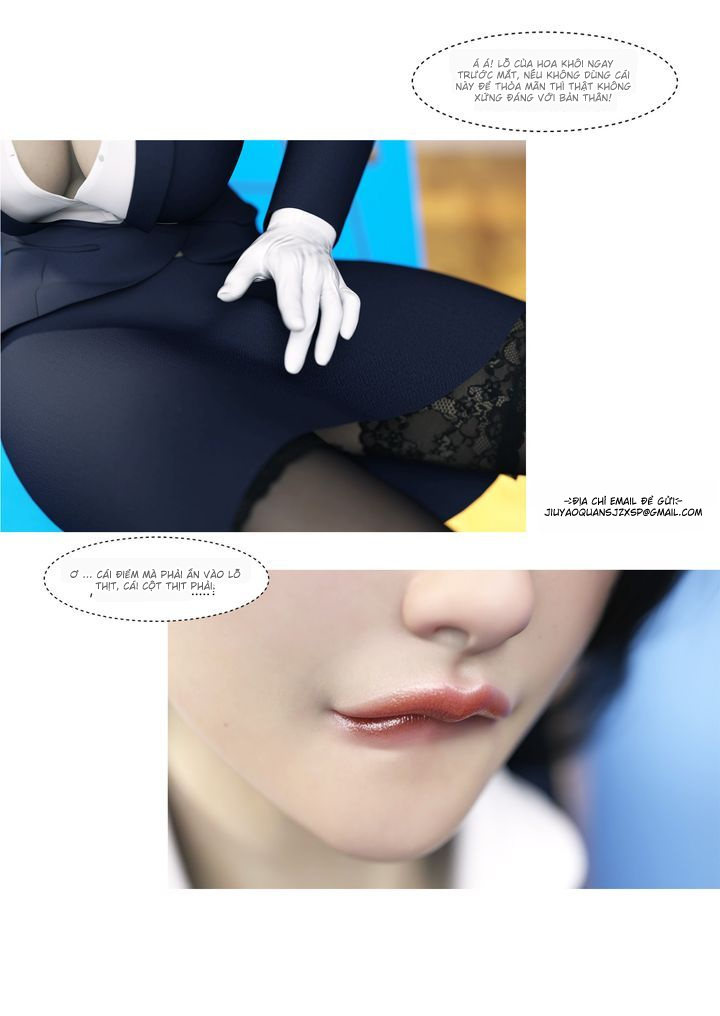 Á Á! LỖ CỦA HOA KHÔI NGAY
TRƯỚC MẮT, NẾU KHÔNG DÙNG CÁI
NÀY ĐỂ THỎA MÃN THÌ THẬT KHÔNG
XỨNG ĐÁNG VỚI BẢN THÂN!
ĐỊA CHỈ EMAIL ĐỂ GỬI:
JIUYAOQUANSJZXSP@GMAIL.COM
Ơ ... CÁI ĐIỂM MÀ PHẢI ẤN VÀO LỖ
THỊT, CÁI CỘT THỊT PHẢI